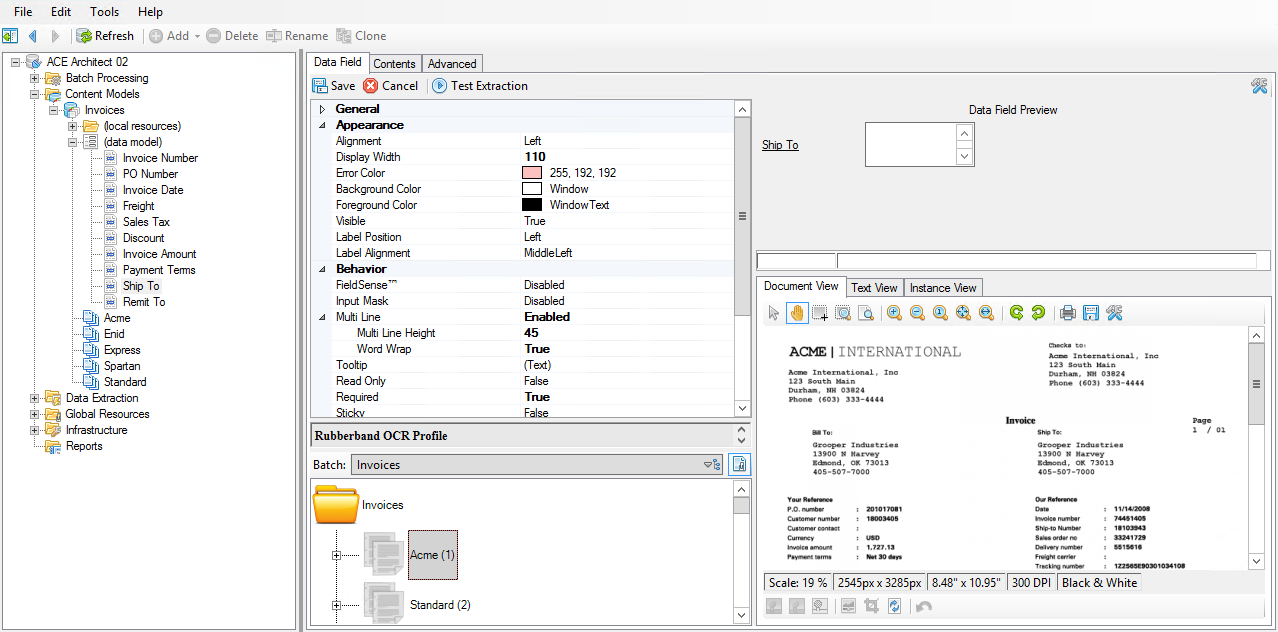 File Edit Tools Help
Refresh Add Delete Rename Clone
ACE Architect 02
Batch Processing
Content Models
Invoices
(local resources)
(data model)
Invoice Number
PO Number
Invoice Date
Freight
Sales Tax
Discount
Invoice Amount
Payment Terms
Ship To
Remit To
Acme
Enid
Express
Spartan
Standard
Data Extraction
Global Resources
Infrastructure
Reports
Data Field Contents Advanced
Save Cancel Test Extraction
General
Appearance
Alignment Left
Display Width 110
Error Color 255, 192, 192
Background Color Window
Foreground Color WindowText
Visible True
Label Position Left
Label Alignment MiddleLeft
Behavior
FieldSense™ Disabled
Input Mask Disabled
Multi Line Enabled
Multi Line Height 45
Word Wrap True
Tooltip (Text)
Read Only False
Required True
Sticky False
Rubberband OCR Profile
Batch: Invoices
Invoices
Acme (1)
Standard (2)
Data Field Preview
Ship To
Document View Text View Instance View
ACME | INTERNATIONAL
Acme International, Inc
123 South Main
Durham, NH 03824
Phone (603) 333-4444
Checks to:
Acme International, Inc
123 South Main
Durham, NH 03824
Phone (603) 333-4444
Invoice
Page
1 / 01
Bill To:
Grooper Industries
13900 N Harvey
Edmond, OK 73013
405-507-7000
Ship To:
Grooper Industries
13900 N Harvey
Edmond, OK 73013
405-507-7000
Your Reference
P.O. number : 201017081
Customer number : 18003405
Customer contact :
Currency : USD
Invoice amount : 1,727.13
Payment terms : Net 30 days
Our Reference
Date : 11/14/2008
Invoice number : 74451405
Ship-to Number : 18103943
Sales order no : 33241729
Delivery number : 5515616
Freight carrier :
Tracking number : 1Z2565E90301034108
Scale: 19 % 2545px x 3285px 8.48" x 10.95" 300 DPI Black & White